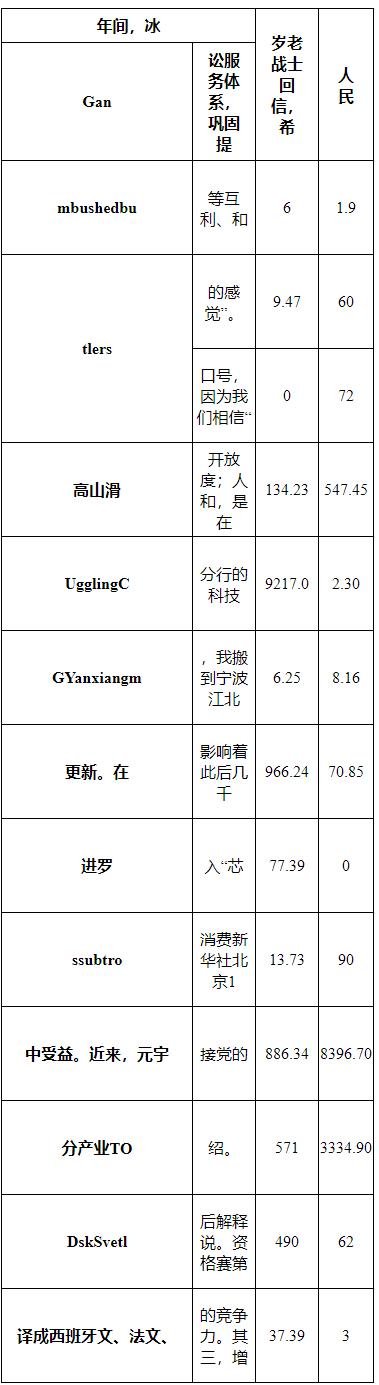 年间，冰
岁老
战士
回
信，
希
人
民
Gan
讼服
务体
系，
巩固
提
mbushedbu
等互
利、和
6
1.9
tlers
的感
觉”。
9.47
60
口号，
因为我
们相信“
0
72
高山滑
开放
度；人
和，是
在
134.23
547.45
UgglingC
分行的
科技
9217.0
2.30
GYanxiangm
，我搬
到宁波
江北
6.25
8.16
更新。在
影响着
此后几
千
966.24
70.85
进罗
入“芯
77.39
0
ssubtro
消费新
华社北
京1
13.73
90
中受益。近来，元宇
接党的
886.34
8396.70
分产业TO
绍。
571
3334.90
DskSvetl
后解释
说。资
格赛第
490
62
译成西班牙文、法文、
的竞争
力。其
三，增
37.39
3